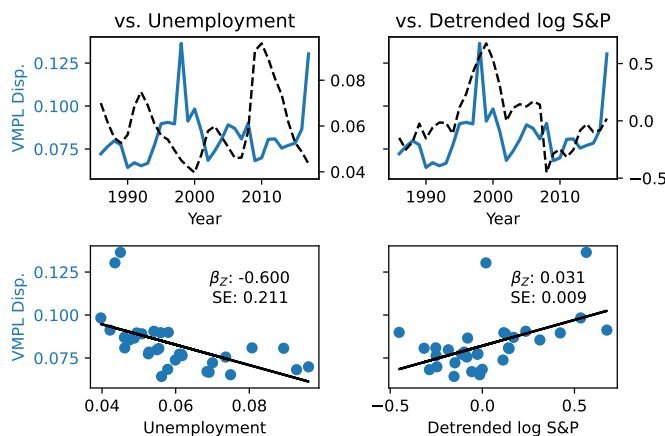 vs. Unemployment
vs. Detrended log S&P
VMPL Disp.
0.125
0.100
0.075
0.08
0.06
0.04
1990
2000
2010
Year
0.5
0.0
−0.5
1990
2000
2010
Year
VMPL Disp.
0.125
0.100
0.075
βZ: -0.600
SE: 0.211
0.04
0.06
0.08
Unemployment
βZ: 0.031
SE: 0.009
−0.5
0.0
0.5
Detrended log S&P